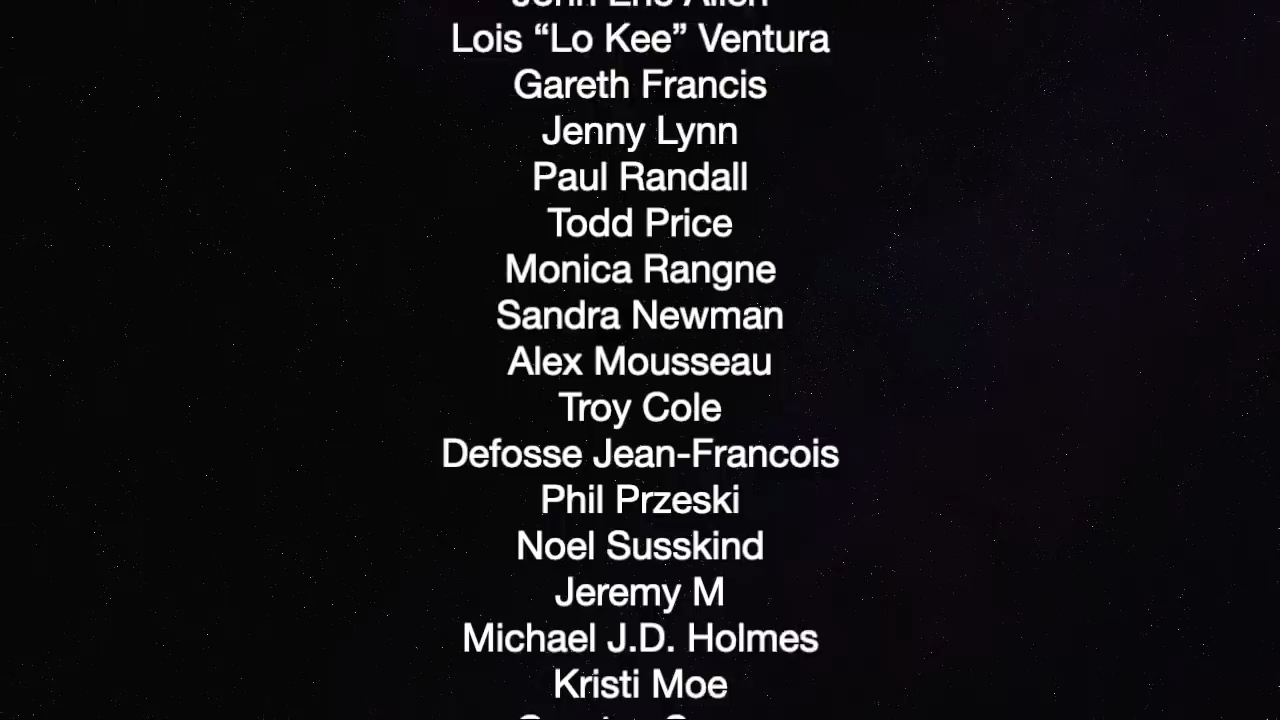 Lois “Lo Kee” Ventura
Gareth Francis
Jenny Lynn
Paul Randall
Todd Price
Monica Rangne
Sandra Newman
Alex Mousseau
Troy Cole
Defosse Jean-Francois
Phil Przeski
Noel Susskind
Jeremy M
Michael J.D. Holmes
Kristi Moe